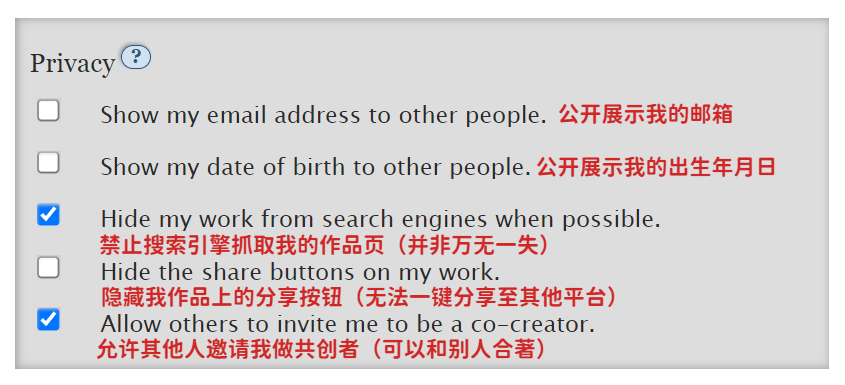 Privacy ?
Show my email address to other people. 公开展示我的邮箱
Show my date of birth to other people. 公开展示我的出生年月日
Hide my work from search engines when possible.
禁止搜索引擎抓取我的作品页（并非万无一失）
Hide the share buttons on my work.
隐藏我作品上的分享按钮（无法一键分享至其他平台）
Allow others to invite me to be a co-creator.
允许其他人邀请我做共创者（可以和别人合著）